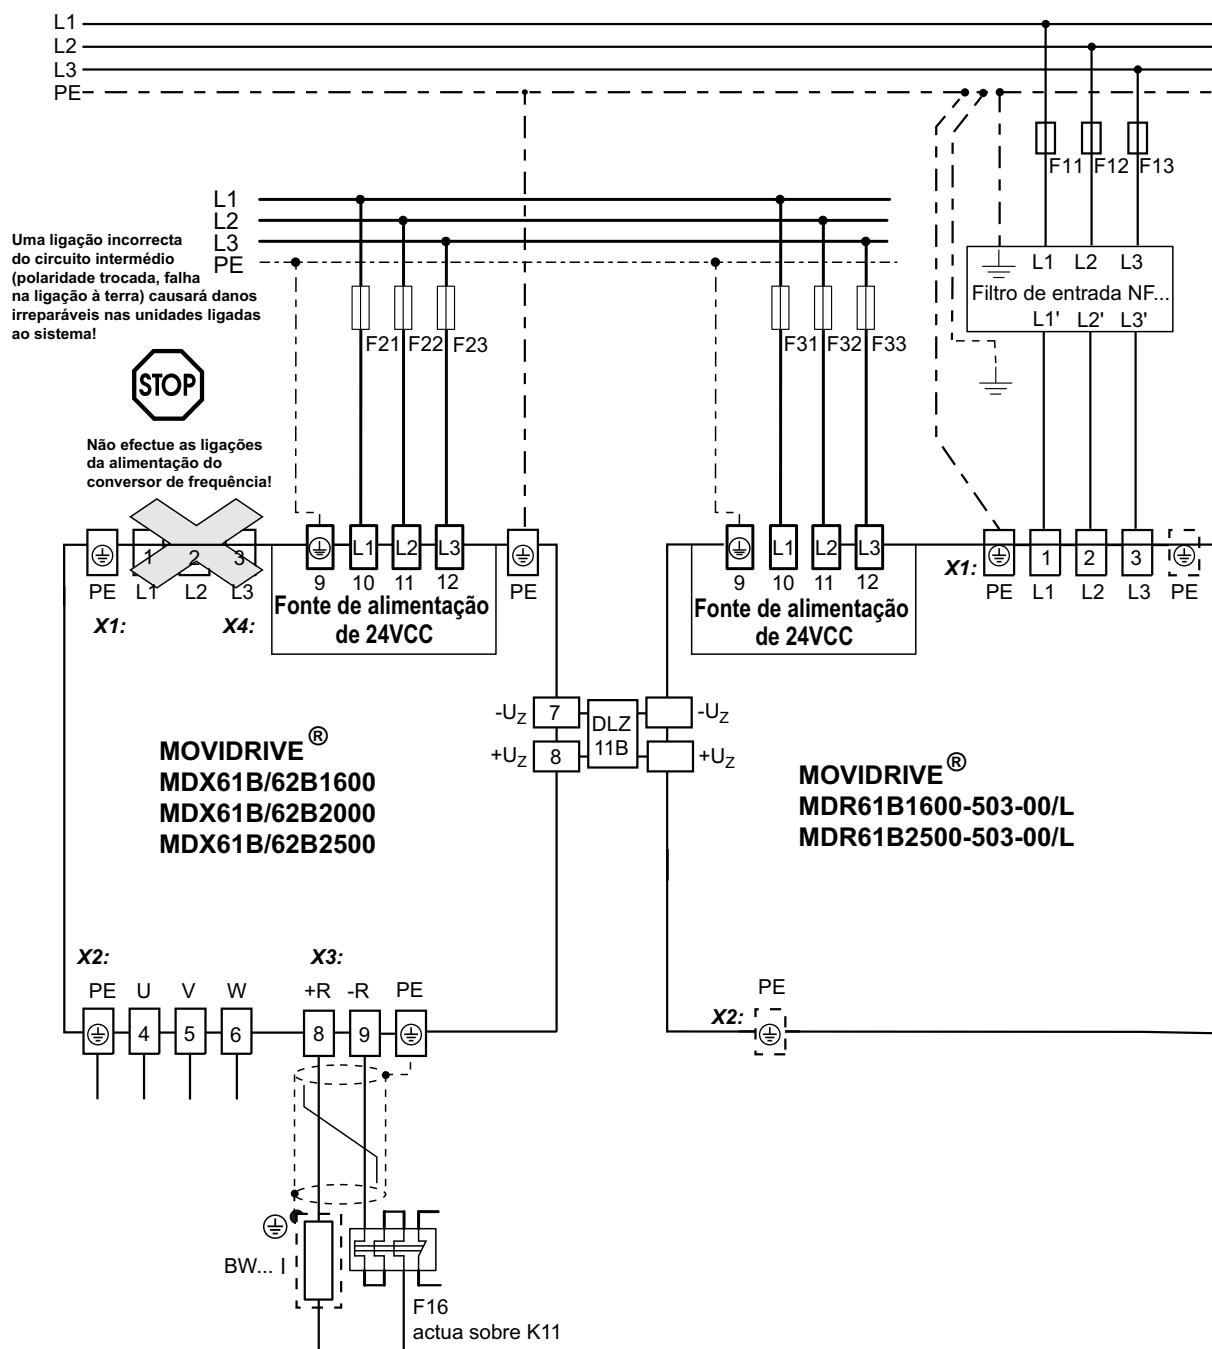 L1
L2
L3
PE
F11 F12 F13
L1
L2
L3
PE
Uma ligação incorrecta
do circuito intermédio
(polaridade trocada, falha
na ligação à terra) causará danos
irreparáveis nas unidades ligadas
ao sistema!
L1 L2 L3
Filtro de entrada NF...
L1' L2' L3'
F21 F22 F23
F31 F32 F33
STOP
Não efectue as ligações
da alimentação do
conversor de frequência!
1 2 3
L1 L2 L3
L1 L2 L3
1 2 3
PE L1 L2 L3
9 10 11 12
PE
9 10 11 12
X1:
PE L1 L2 L3 PE
X1:
X4:
Fonte de alimentação
de 24VCC
Fonte de alimentação
de 24VCC
-UZ 7
DLZ
11B
-UZ
+UZ 8
+UZ
MOVIDRIVE ®
MDX61B/62B1600
MDX61B/62B2000
MDX61B/62B2500
MOVIDRIVE ®
MDR61B1600-503-00/L
MDR61B2500-503-00/L
X2:
X3:
PE U V W +R -R PE
4 5 6 8 9
PE
X2:
BW... I
F16
actua sobre K11